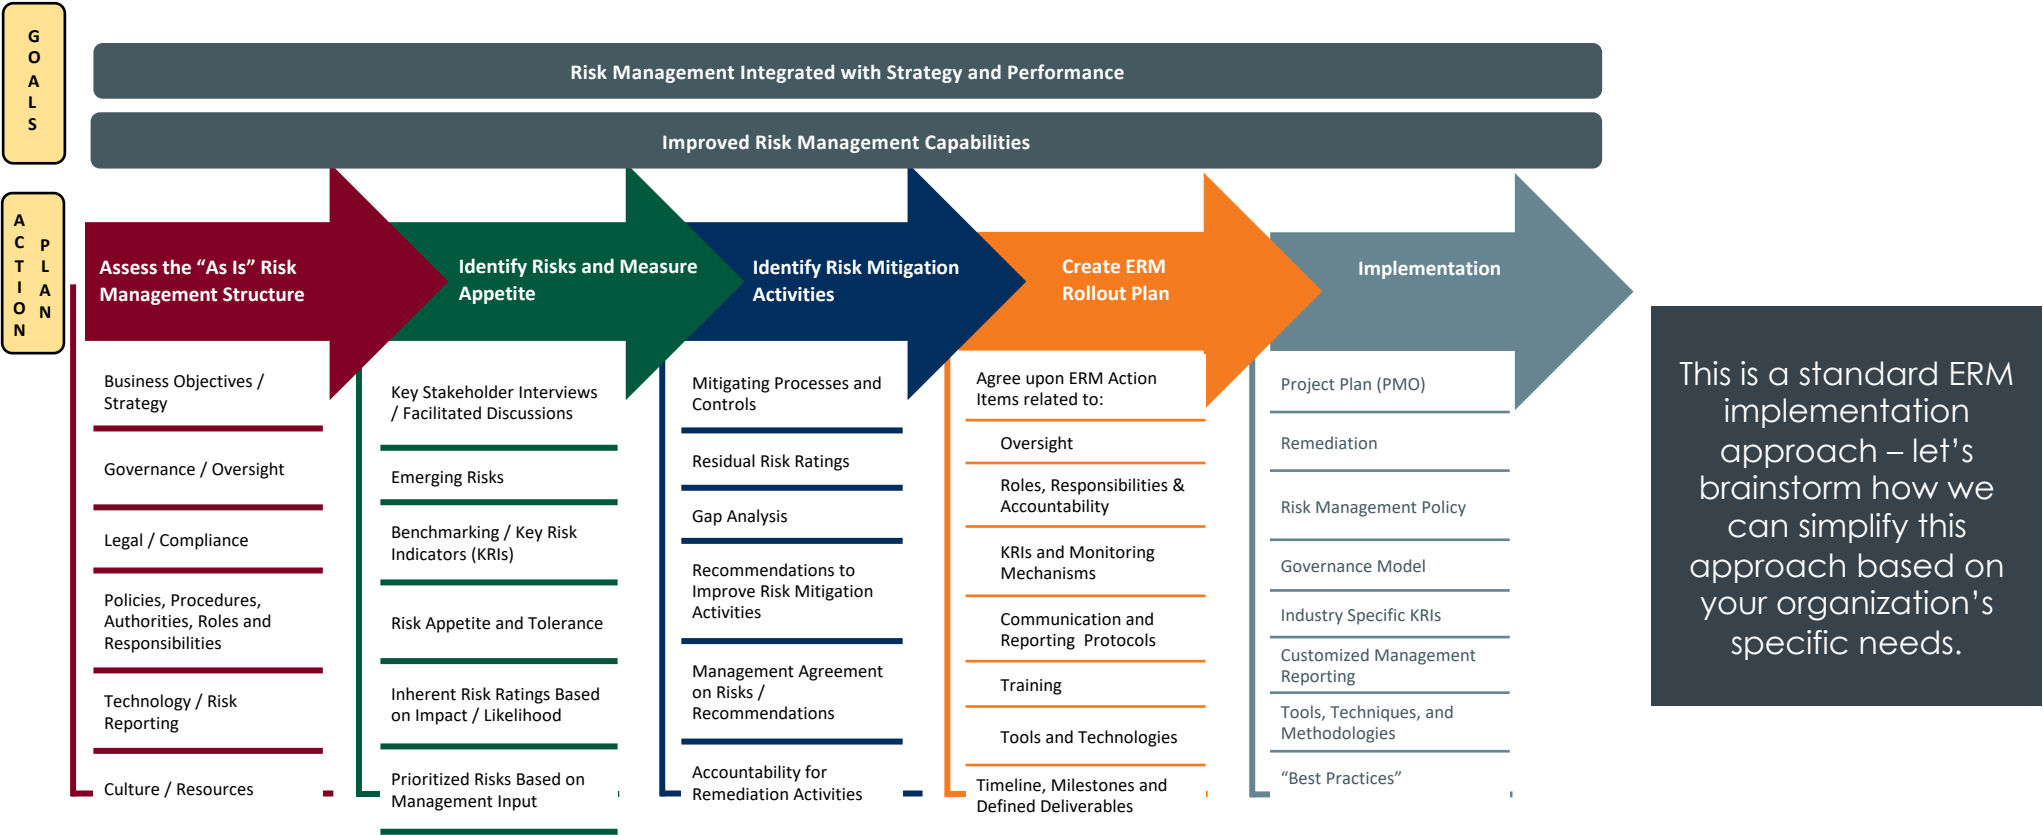 GOALS
Risk Management Integrated with Strategy and Performance
Improved Risk Management Capabilities
ACTION PLAN
Assess the “As Is” Risk
Management Structure
Business Objectives /
Strategy
Governance / Oversight
Legal / Compliance
Policies, Procedures,
Authorities, Roles and
Responsibilities
Technology / Risk
Reporting
Culture / Resources
Identify Risks and Measure
Appetite
Key Stakeholder Interviews
/ Facilitated Discussions
Emerging Risks
Benchmarking / Key Risk
Indicators (KRIs)
Risk Appetite and Tolerance
Inherent Risk Ratings Based
on Impact / Likelihood
Prioritized Risks Based on
Management Input
Identify Risk Mitigation
Activities
Mitigating Processes and
Controls
Residual Risk Ratings
Gap Analysis
Recommendations to
Improve Risk Mitigation
Activities
Management Agreement
on Risks /
Recommendations
Accountability for
Remediation Activities
Create ERM
Rollout Plan
Agree upon ERM Action
Items related to:
Oversight
Roles, Responsibilities &
Accountability
KRIs and Monitoring
Mechanisms
Communication and
Reporting Protocols
Training
Tools and Technologies
Timeline, Milestones and
Defined Deliverables
Implementation
Project Plan (PMO)
Remediation
Risk Management Policy
Governance Model
Industry Specific KRIs
Customized Management
Reporting
Tools, Techniques, and
Methodologies
“Best Practices”
This is a standard ERM
implementation
approach – let’s
brainstorm how we
can simplify this
approach based on
your organization’s
specific needs.